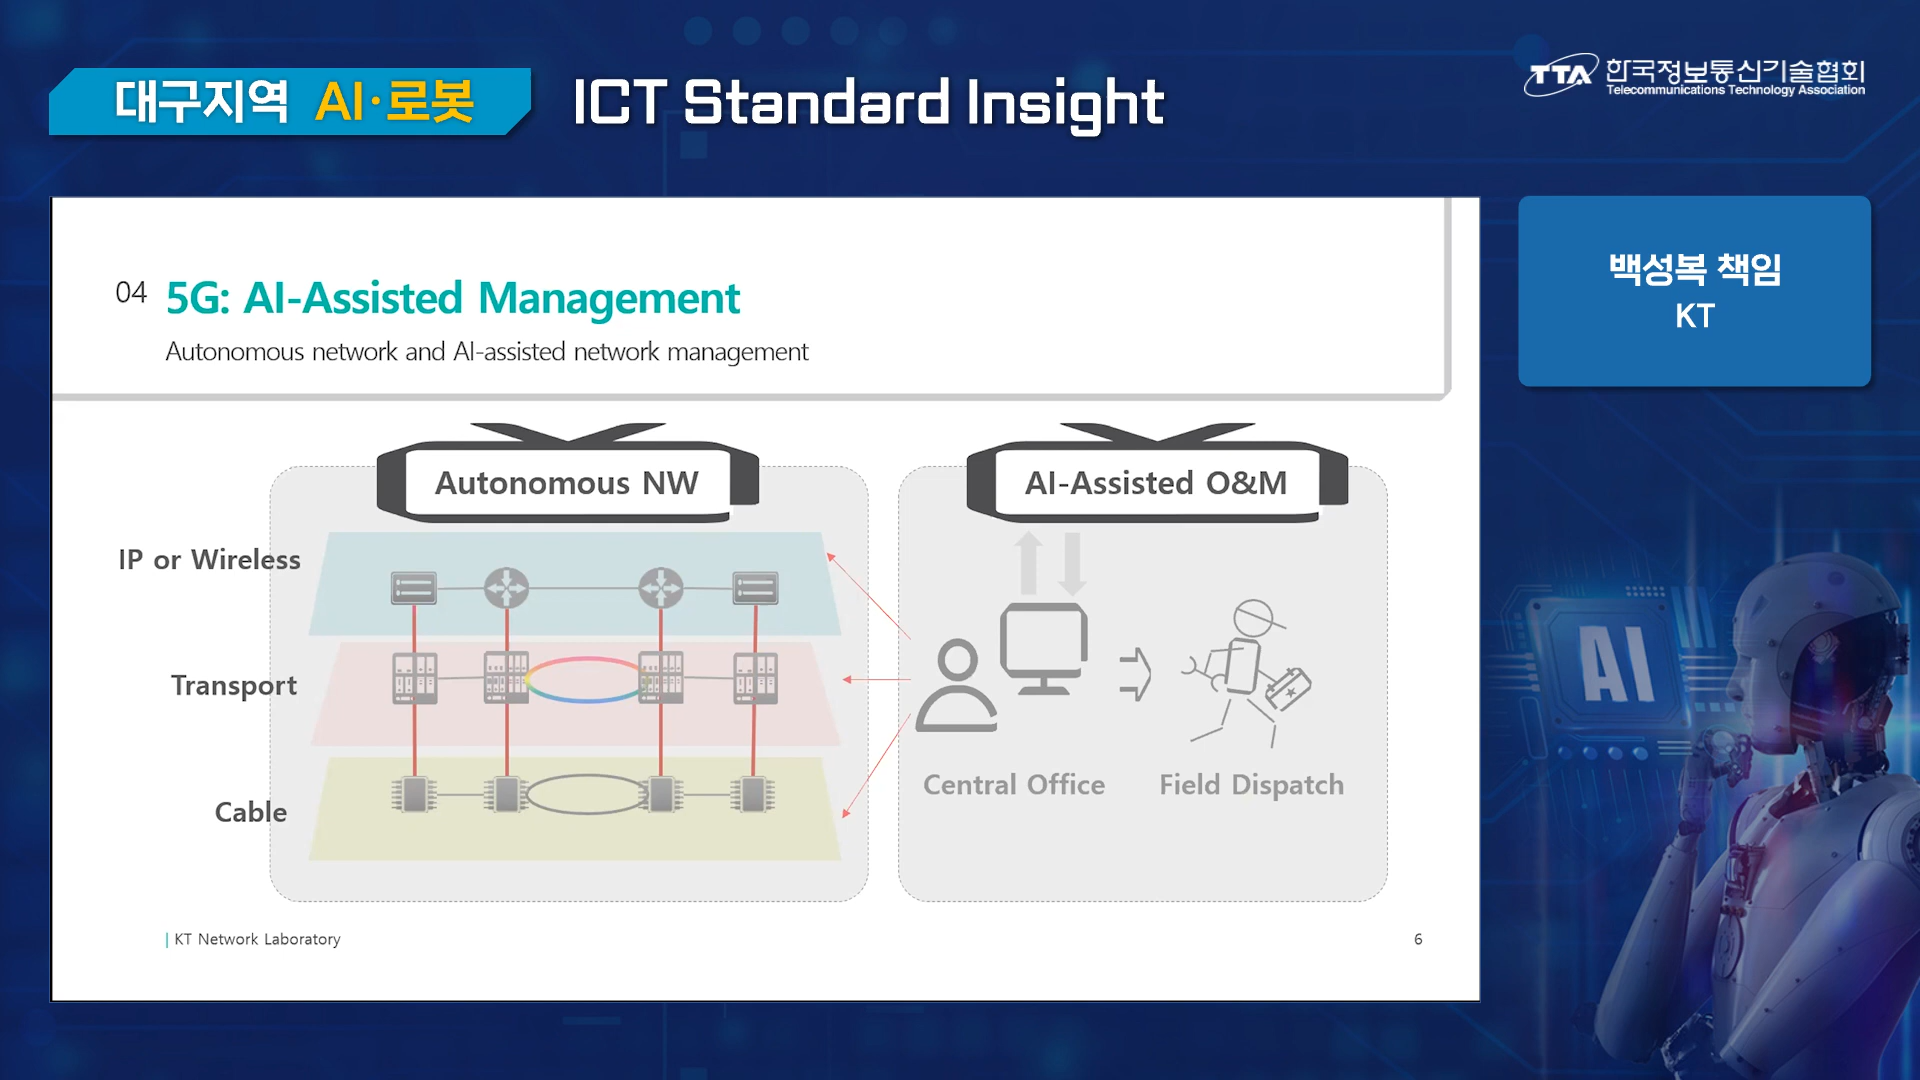 대구지역 AI·로봇
ICT Standard Insight
TTA 한국정보통신기술협회
Telecommunications Technology Association
04 5G: AI-Assisted Management
Autonomous network and AI-assisted network management
백성복 책임
KT
Autonomous NW
AI-Assisted O&M
IP or Wireless
Transport
Cable
Central Office
Field Dispatch
KT Network Laboratory
6
AI